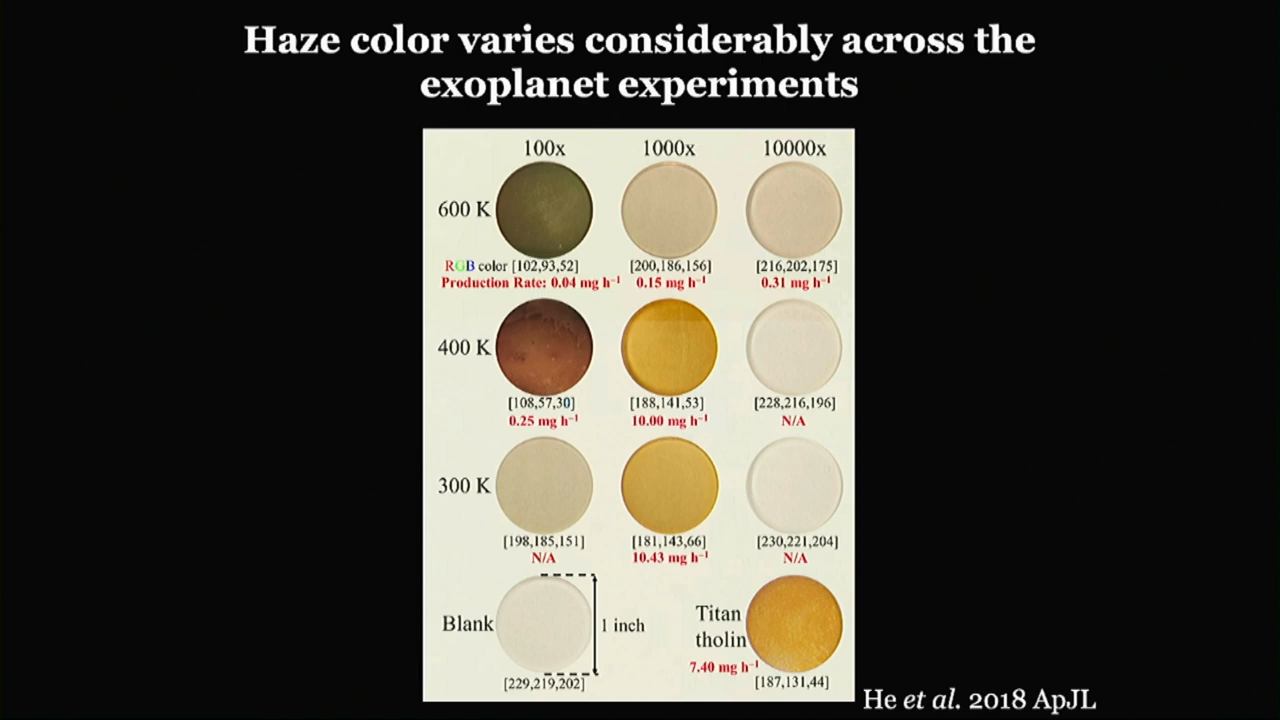 Haze color varies considerably across the
exoplanet experiments
100x 1000x 10000x
600 K
RGB color [102,93,52] [200,186,156] [216,202,175]
Production Rate: 0.04 mg h⁻¹ 0.15 mg h⁻¹ 0.31 mg h⁻¹
400 K
[108,57,30] [188,141,53] [228,216,196]
0.25 mg h⁻¹ 10.00 mg h⁻¹ N/A
300 K
[198,185,151] [181,143,66] [230,221,204]
N/A 10.43 mg h⁻¹ N/A
Blank 1 inch Titan
tholin
7.40 mg h⁻¹
[229,219,202] [187,131,44]
He et al. 2018 ApJL